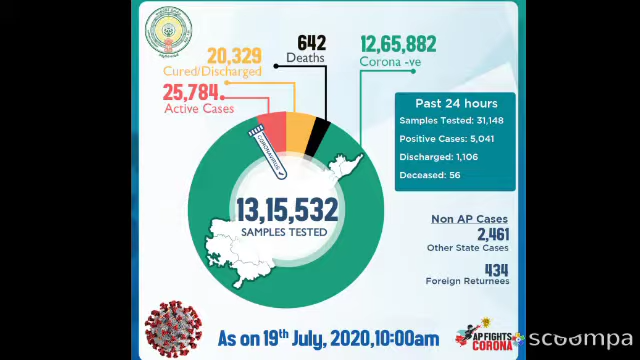 642
Deaths
20,329
Cured/Discharged
12,65,882
Corona -ve
25,784
Active Cases
CORONAVIRUS
13,15,532
SAMPLES TESTED
Past 24 hours
Samples Tested: 31,148
Positive Cases: 5,041
Discharged: 1,106
Deceased: 56
Non AP Cases
2,461
Other State Cases
434
Foreign Returnees
As on 19th July, 2020,10:00am
AP FIGHTS
CORONA
scoompa